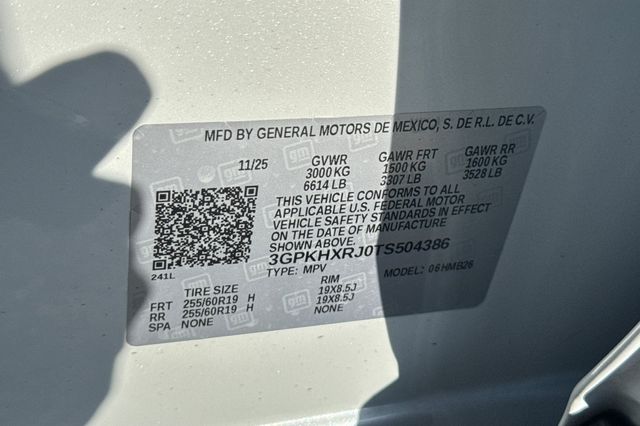 MFD BY GENERAL MOTORS DE MEXICO, S. DE R.L. DE C.V.
11/25 GVWR GAWR FRT GAWR RR
3000 KG 1500 KG 1600 KG
6614 LB 3307 LB 3528 LB
THIS VEHICLE CONFORMS TO ALL
APPLICABLE U.S. FEDERAL MOTOR
VEHICLE SAFETY STANDARDS IN EFFECT
ON THE DATE OF MANUFACTURE
SHOWN ABOVE.
3GPKHXRJ0TS504386
241L TYPE: MPV MODEL: 06HMB26
TIRE SIZE RIM
FRT 255/60R19 H 19X8.5J
RR 255/60R19 H 19X8.5J
SPA NONE NONE